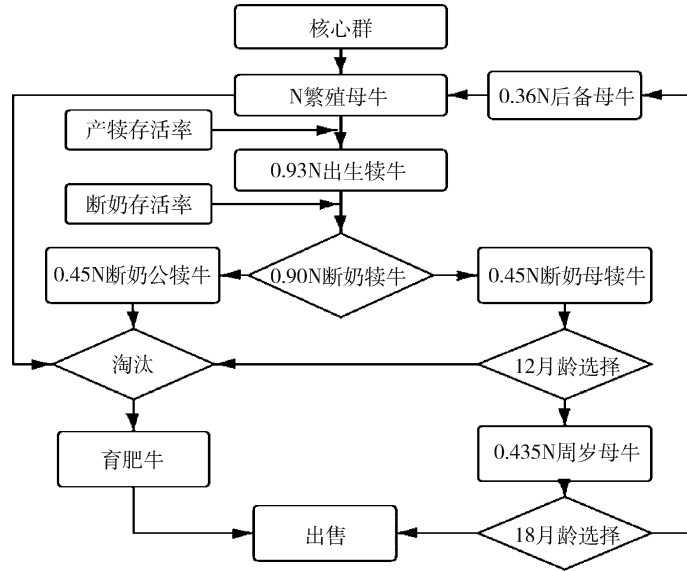 核心群
N繁殖母牛
0.36N后备母牛
产犊存活率
0.93N出生犊牛
断奶存活率
0.45N断奶公犊牛
0.90N断奶犊牛
0.45N断奶母犊牛
淘汰
12月龄选择
育肥牛
0.435N周岁母牛
出售
18月龄选择